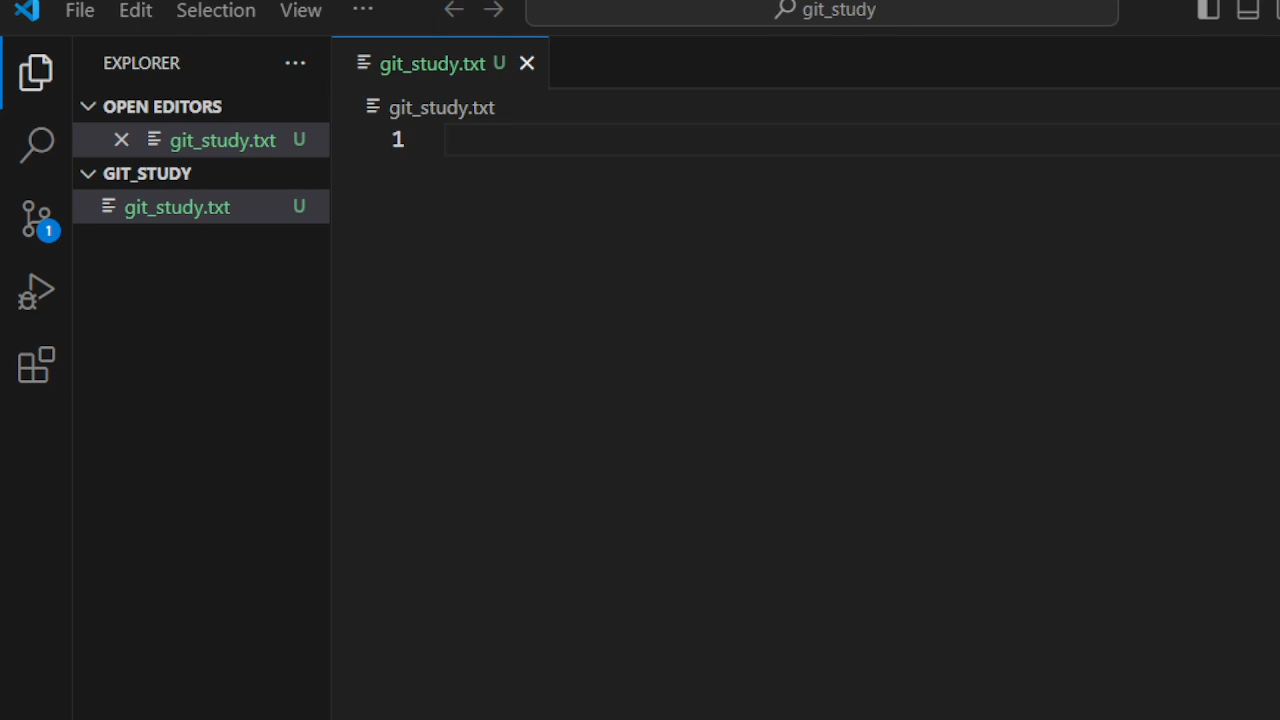 File Edit Selection View ··· git_study
EXPLORER ···
OPEN EDITORS
git_study.txt U
GIT_STUDY
git_study.txt U
1
git_study.txt U
git_study.txt
1